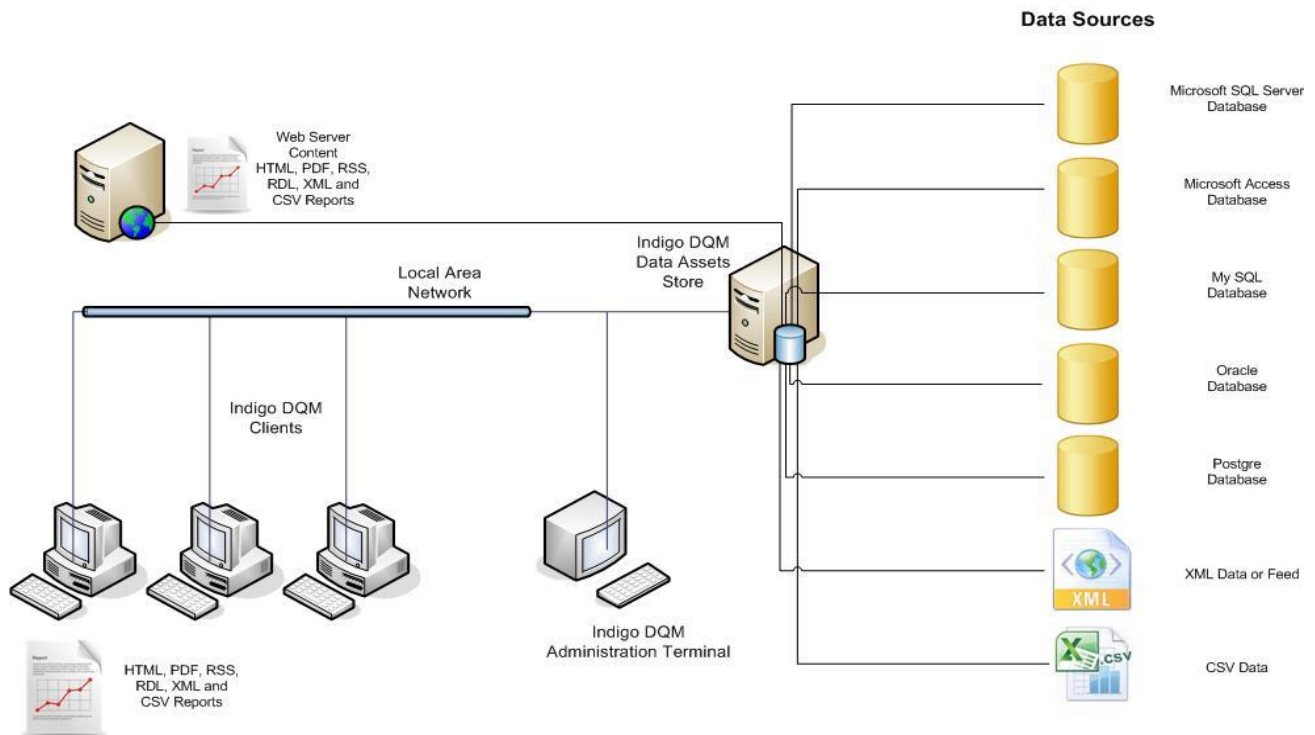 Data Sources
Microsoft SQL Server
Database
Report
Web Server
Content
HTML, PDF, RSS,
RDL, XML and
CSV Reports
Microsoft Access
Database
Indigo DQM
Data Assets
Store
Local Area
Network
My SQL
Database
Oracle
Database
Indigo DQM
Clients
Postgre
Database
XML
XML Data or Feed
Indigo DQM
Administration Terminal
X
.CSV
CSV Data
Report
HTML, PDF, RSS,
RDL, XML and
CSV Reports